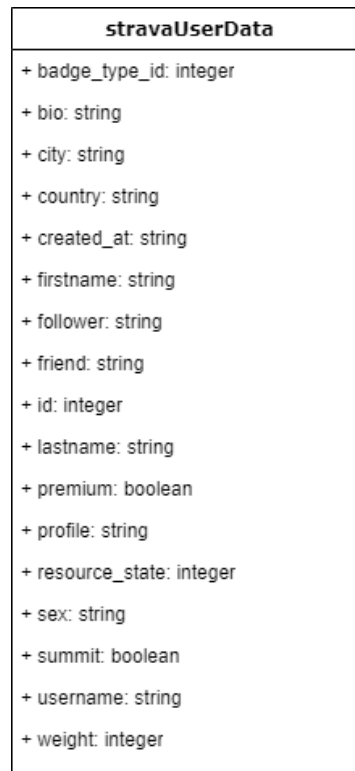 stravaUserData
+ badge_type_id: integer
+ bio: string
+ city: string
+ country: string
+ created_at: string
+ firstname: string
+ follower: string
+ friend: string
+ id: integer
+ lastname: string
+ premium: boolean
+ profile: string
+ resource_state: integer
+ sex: string
+ summit: boolean
+ username: string
+ weight: integer